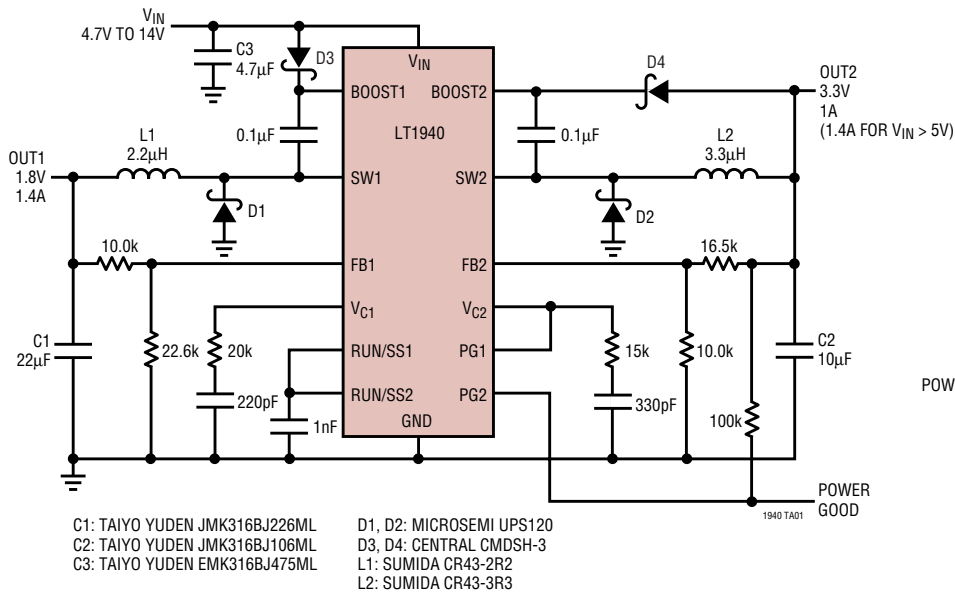 VIN
4.7V TO 14V
C3
4.7µF
D3
VIN
BOOST1
BOOST2
LT1940
D4
OUT2
3.3V
1A
(1.4A FOR VIN > 5V)
0.1µF
0.1µF
L1
2.2µH
L2
3.3µH
OUT1
1.8V
1.4A
SW1
SW2
D1
D2
10.0k
FB1
FB2
16.5k
VC1
VC2
C1
22µF
22.6k
20k
RUN/SS1
PG1
15k
10.0k
C2
10µF
220pF
RUN/SS2
PG2
330pF
100k
POW
1nF
GND
POWER
GOOD
1940 TA01
C1: TAIYO YUDEN JMK316BJ226ML
C2: TAIYO YUDEN JMK316BJ106ML
C3: TAIYO YUDEN EMK316BJ475ML
D1, D2: MICROSEMI UPS120
D3, D4: CENTRAL CMDSH-3
L1: SUMIDA CR43-2R2
L2: SUMIDA CR43-3R3